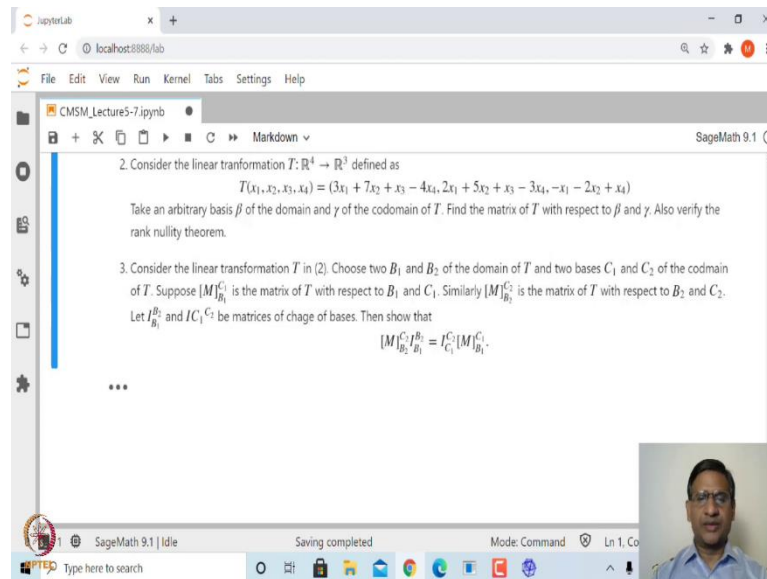 JupyterLab
localhost:8888/lab
M
File Edit View Run Kernel Tabs Settings Help
CMSM_Lecture5-7.ipynb
Markdown
SageMath 9.1
2. Consider the linear tranformation T: ℝ⁴ → ℝ³ defined as
T(x₁, x₂, x₃, x₄) = (3x₁ + 7x₂ + x₃ − 4x₄, 2x₁ + 5x₂ + x₃ − 3x₄, −x₁ − 2x₂ + x₄)
Take an arbitrary basis β of the domain and γ of the codomain of T. Find the matrix of T with respect to β and γ. Also verify the
rank nullity theorem.
3. Consider the linear transformation T in (2). Choose two B₁ and B₂ of the domain of T and two bases C₁ and C₂ of the codmain
of T. Suppose [M]_{B₁}^{C₁} is the matrix of T with respect to B₁ and C₁. Similarly [M]_{B₂}^{C₂} is the matrix of T with respect to B₂ and C₂.
Let I_{B₁}^{B₂} and IC₁^{C₂} be matrices of chage of bases. Then show that
[M]_{B₂}^{C₂} I_{B₁}^{B₂} = I_{C₁}^{C₂} [M]_{B₁}^{C₁}.
1 SageMath 9.1 | Idle Saving completed Mode: Command Ln 1, Co
NPTEL
Type here to search